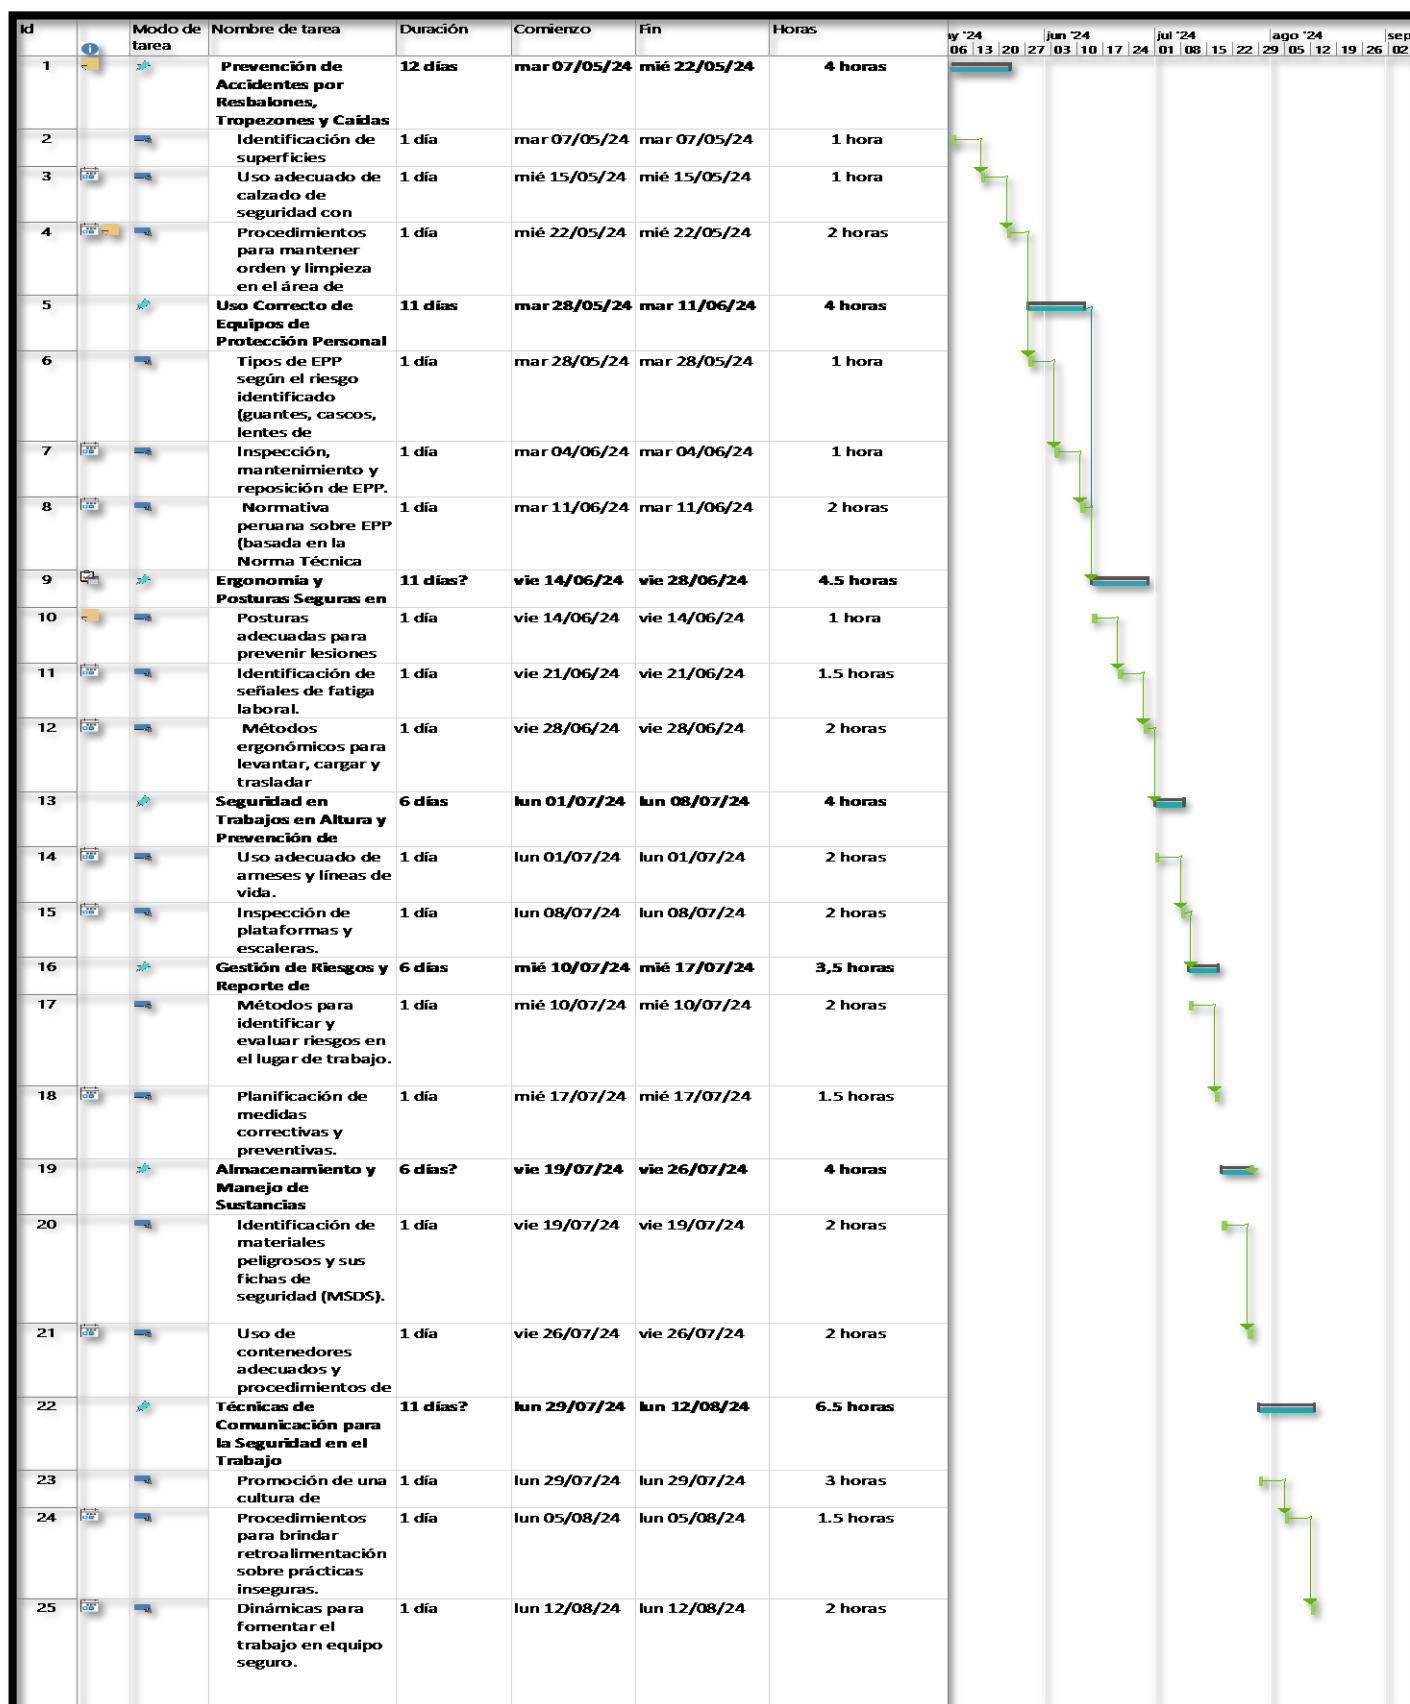 Id
Modo de tarea
Nombre de tarea
Duración
Comienzo
Fin
Horas
ay '24 jun '24 jul '24 ago '24 sep
06 13 20 27 03 10 17 24 01 08 15 22 29 05 12 19 26 02
1 Prevención de 12 días mar 07/05/24 mié 22/05/24 4 horas
Accidentes por
Resbalones,
Tropezones y Caídas
2 Identificación de 1 día mar 07/05/24 mar 07/05/24 1 hora
superficies
3 Uso adecuado de 1 día mié 15/05/24 mié 15/05/24 1 hora
calzado de
seguridad con
4 Procedimientos 1 día mié 22/05/24 mié 22/05/24 2 horas
para mantener
orden y limpieza
en el área de
5 Uso Correcto de 11 días mar 28/05/24 mar 11/06/24 4 horas
Equipos de
Protección Personal
6 Tipos de EPP 1 día mar 28/05/24 mar 28/05/24 1 hora
según el riesgo
identificado
(guantes, cascos,
lentes de
7 Inspección, 1 día mar 04/06/24 mar 04/06/24 1 hora
mantenimiento y
reposición de EPP.
8 Normativa 1 día mar 11/06/24 mar 11/06/24 2 horas
peruana sobre EPP
(basada en la
Norma Técnica
9 Ergonomía y 11 días? vie 14/06/24 vie 28/06/24 4.5 horas
Posturas Seguras en
10 Posturas 1 día vie 14/06/24 vie 14/06/24 1 hora
adecuadas para
prevenir lesiones
11 Identificación de 1 día vie 21/06/24 vie 21/06/24 1.5 horas
señales de fatiga
laboral.
12 Métodos 1 día vie 28/06/24 vie 28/06/24 2 horas
ergonómicos para
levantar, cargar y
trasladar
13 Seguridad en 6 días lun 01/07/24 lun 08/07/24 4 horas
Trabajos en Altura y
Prevención de
14 Uso adecuado de 1 día lun 01/07/24 lun 01/07/24 2 horas
arneses y líneas de
vida.
15 Inspección de 1 día lun 08/07/24 lun 08/07/24 2 horas
plataformas y
escaleras.
16 Gestión de Riesgos y 6 días mié 10/07/24 mié 17/07/24 3,5 horas
Reporte de
17 Métodos para 1 día mié 10/07/24 mié 10/07/24 2 horas
identificar y
evaluar riesgos en
el lugar de trabajo.
18 Planificación de 1 día mié 17/07/24 mié 17/07/24 1.5 horas
medidas
correctivas y
preventivas.
19 Almacenamiento y 6 días? vie 19/07/24 vie 26/07/24 4 horas
Manejo de
Sustancias
20 Identificación de 1 día vie 19/07/24 vie 19/07/24 2 horas
materiales
peligrosos y sus
fichas de
seguridad (MSDS).
21 Uso de 1 día vie 26/07/24 vie 26/07/24 2 horas
contenedores
adecuados y
procedimientos de
22 Técnicas de 11 días? lun 29/07/24 lun 12/08/24 6.5 horas
Comunicación para
la Seguridad en el
Trabajo
23 Promoción de una 1 día lun 29/07/24 lun 29/07/24 3 horas
cultura de
24 Procedimientos 1 día lun 05/08/24 lun 05/08/24 1.5 horas
para brindar
retroalimentación
sobre prácticas
inseguras.
25 Dinámicas para 1 día lun 12/08/24 lun 12/08/24 2 horas
fomentar el
trabajo en equipo
seguro.